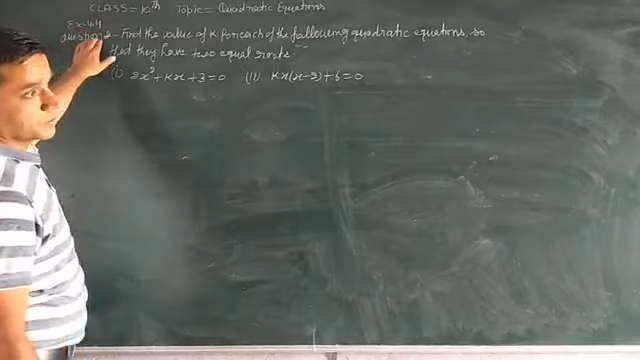 CLASS = 10th Topic = Quadratic Equations
Ex-4.4
Question 2 - Find the value of K for each of the following quadratic equations, so
that they have two equal roots.
(i) 2x² + Kx + 3 = 0 (ii) Kx(x-2) + 6 = 0